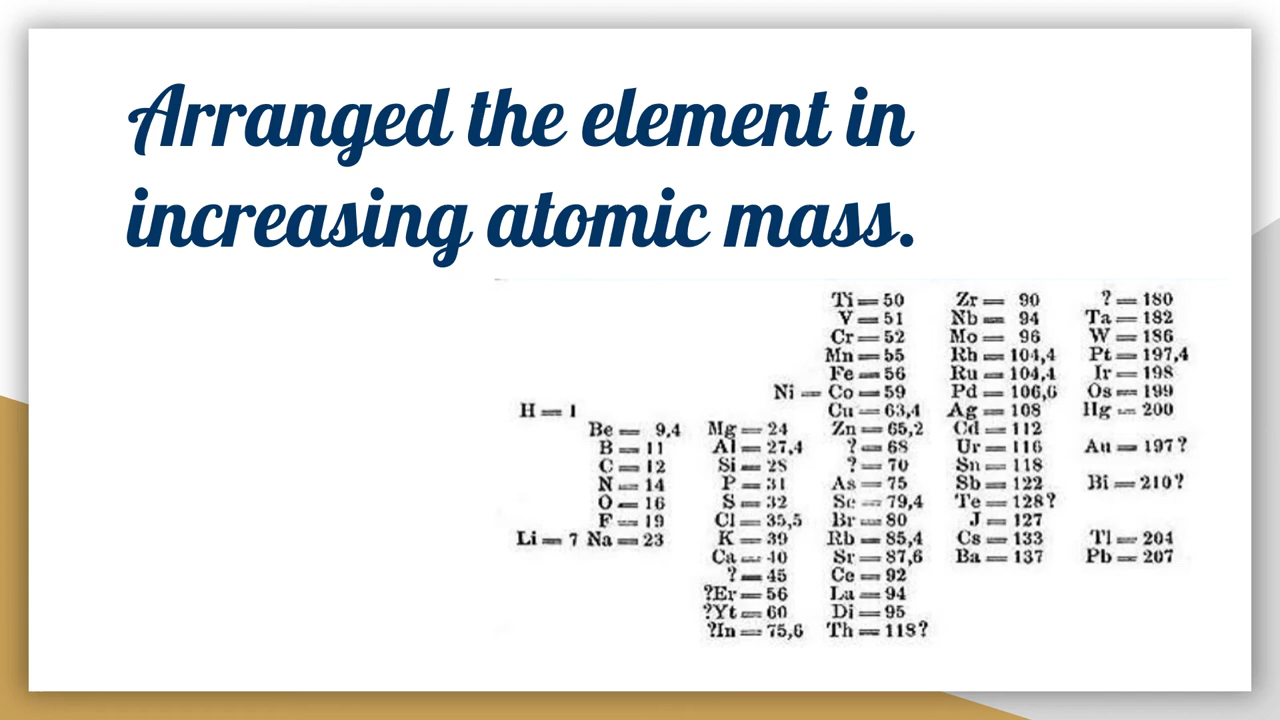 Arranged the element in
increasing atomic mass.
Ti = 50 Zr = 90 ? = 180
V = 51 Nb = 94 Ta = 182
Cr = 52 Mo = 96 W = 186
Mn = 55 Rh = 104,4 Pt = 197,4
Fe = 56 Ru = 104,4 Ir = 198
Ni = Co = 59 Pd = 106,6 Os = 199
H = 1 Cu = 63,4 Ag = 108 Hg = 200
Be = 9,4 Mg = 24 Zn = 65,2 Cd = 112
B = 11 Al = 27,4 ? = 68 Ur = 116 Au = 197?
C = 12 Si = 28 ? = 70 Sn = 118
N = 14 P = 31 As = 75 Sb = 122 Bi = 210?
O = 16 S = 32 Se = 79,4 Te = 128?
F = 19 Cl = 35,5 Br = 80 J = 127
Li = 7 Na = 23 K = 39 Rb = 85,4 Cs = 133 Tl = 204
Ca = 40 Sr = 87,6 Ba = 137 Pb = 207
? = 45 Ce = 92
?Er = 56 La = 94
?Yt = 60 Di = 95
?In = 75,6 Th = 118?